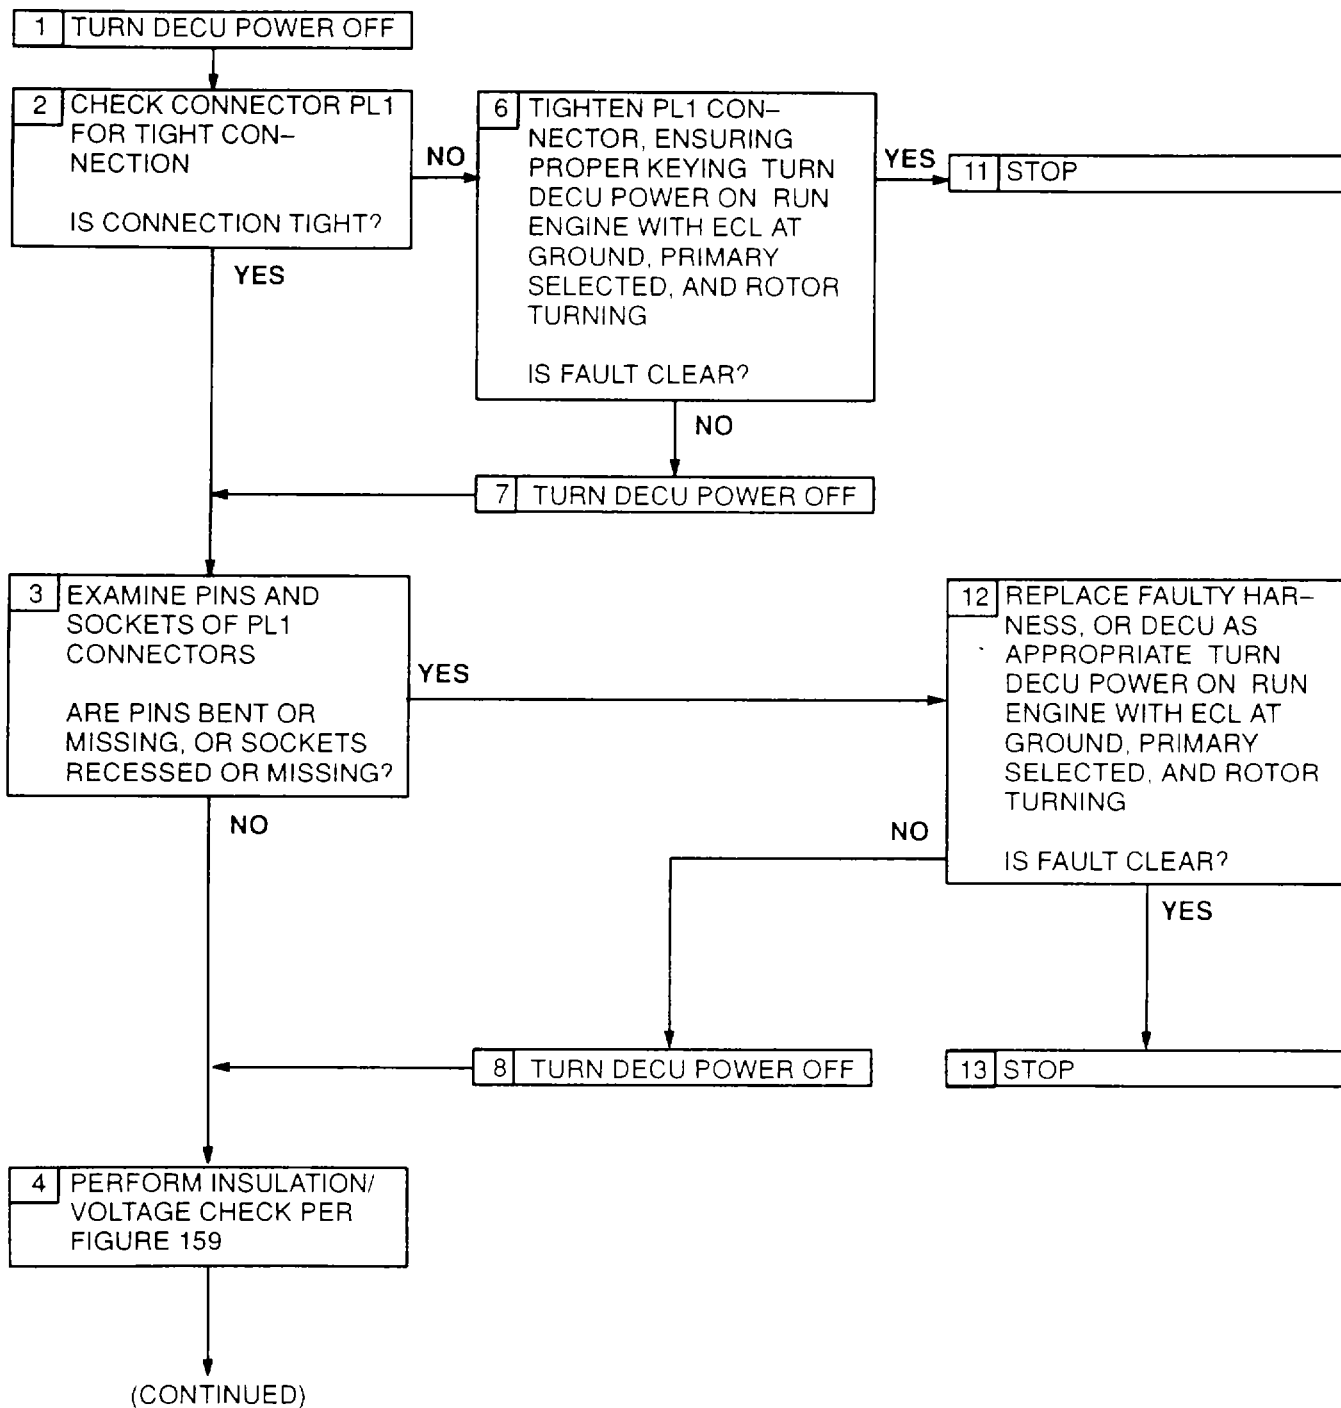 1 TURN DECU POWER OFF
2 CHECK CONNECTOR PL1
FOR TIGHT CON–
NECTION
IS CONNECTION TIGHT?
NO
YES
6 TIGHTEN PL1 CON–
NECTOR, ENSURING
PROPER KEYING TURN
DECU POWER ON RUN
ENGINE WITH ECL AT
GROUND, PRIMARY
SELECTED, AND ROTOR
TURNING
IS FAULT CLEAR?
YES
NO
11 STOP
7 TURN DECU POWER OFF
3 EXAMINE PINS AND
SOCKETS OF PL1
CONNECTORS
ARE PINS BENT OR
MISSING, OR SOCKETS
RECESSED OR MISSING?
YES
NO
12 REPLACE FAULTY HAR–
NESS, OR DECU AS
APPROPRIATE TURN
DECU POWER ON RUN
ENGINE WITH ECL AT
GROUND, PRIMARY
SELECTED, AND ROTOR
TURNING
IS FAULT CLEAR?
NO
YES
8 TURN DECU POWER OFF
13 STOP
4 PERFORM INSULATION/
VOLTAGE CHECK PER
FIGURE 159
(CONTINUED)